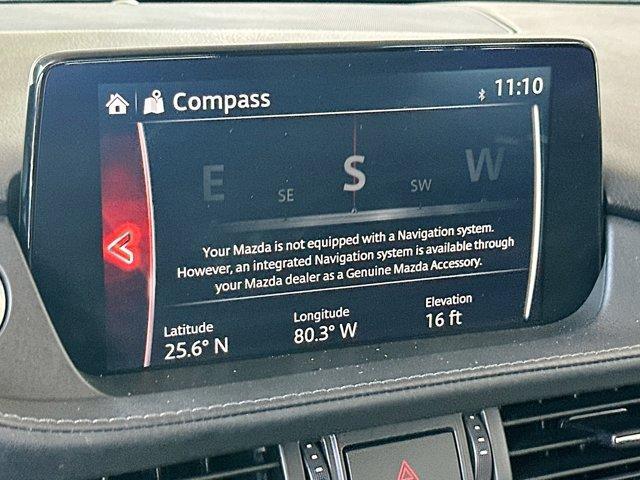 Compass 11:10
E SE S SW W
Your Mazda is not equipped with a Navigation system.
However, an integrated Navigation system is available through
your Mazda dealer as a Genuine Mazda Accessory.
Latitude Longitude Elevation
25.6° N 80.3° W 16 ft